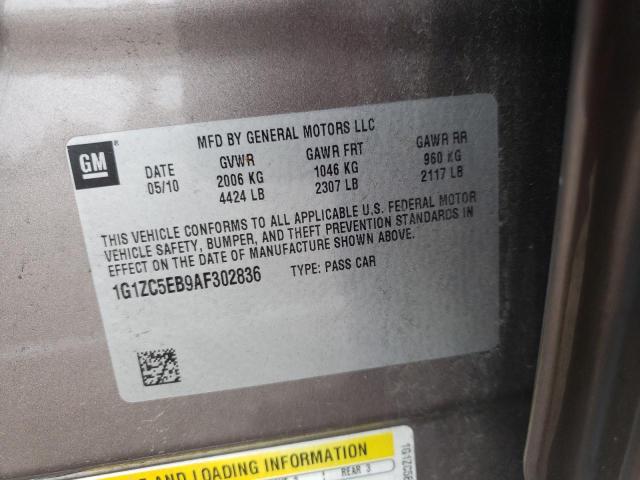 MFD BY GENERAL MOTORS LLC
GM
DATE GVWR GAWR FRT GAWR RR
05/10 2006 KG 1046 KG 960 KG
4424 LB 2307 LB 2117 LB
THIS VEHICLE CONFORMS TO ALL APPLICABLE U.S. FEDERAL MOTOR
VEHICLE SAFETY, BUMPER, AND THEFT PREVENTION STANDARDS IN
EFFECT ON THE DATE OF MANUFACTURE SHOWN ABOVE.
1G1ZC5EB9AF302836 TYPE: PASS CAR
AND LOADING INFORMATION
REAR 3
1G1ZC5E